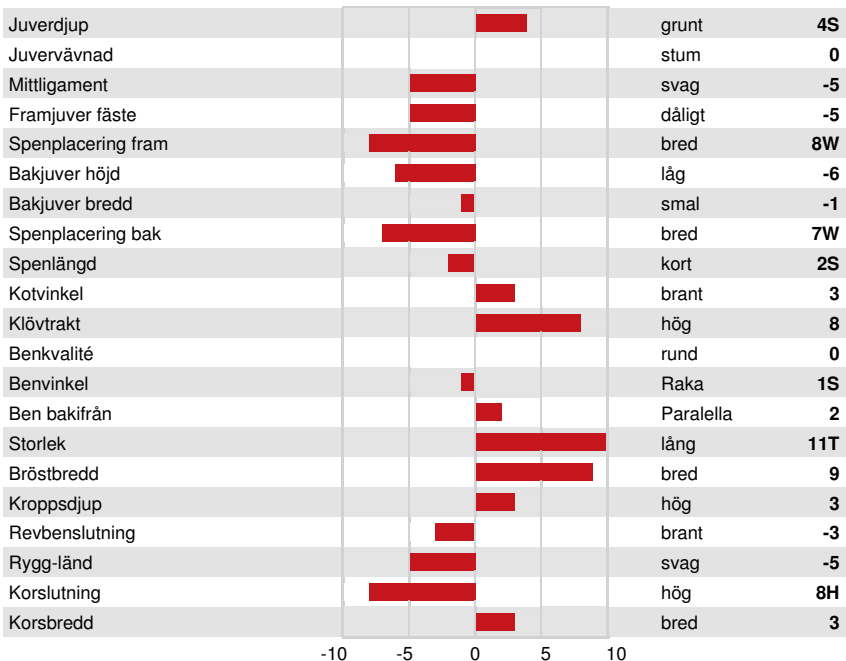 Juverdjup grunt 4S
Juvervävnad stum 0
Mittligament svag -5
Framjuver fäste dåligt -5
Spenplacering fram bred 8W
Bakjuver höjd låg -6
Bakjuver bredd smal -1
Spenplacering bak bred 7W
Spenlängd kort 2S
Kotvinkel brant 3
Klövtrakt hög 8
Benkvalité rund 0
Benvinkel Raka 1S
Ben bakifrån Paralella 2
Storlek lång 11T
Bröstbredd bred 9
Kroppsdjup hög 3
Revbenslutning brant -3
Rygg-länd svag -5
Korslutning hög 8H
Korsbredd bred 3
-10 -5 0 5 10